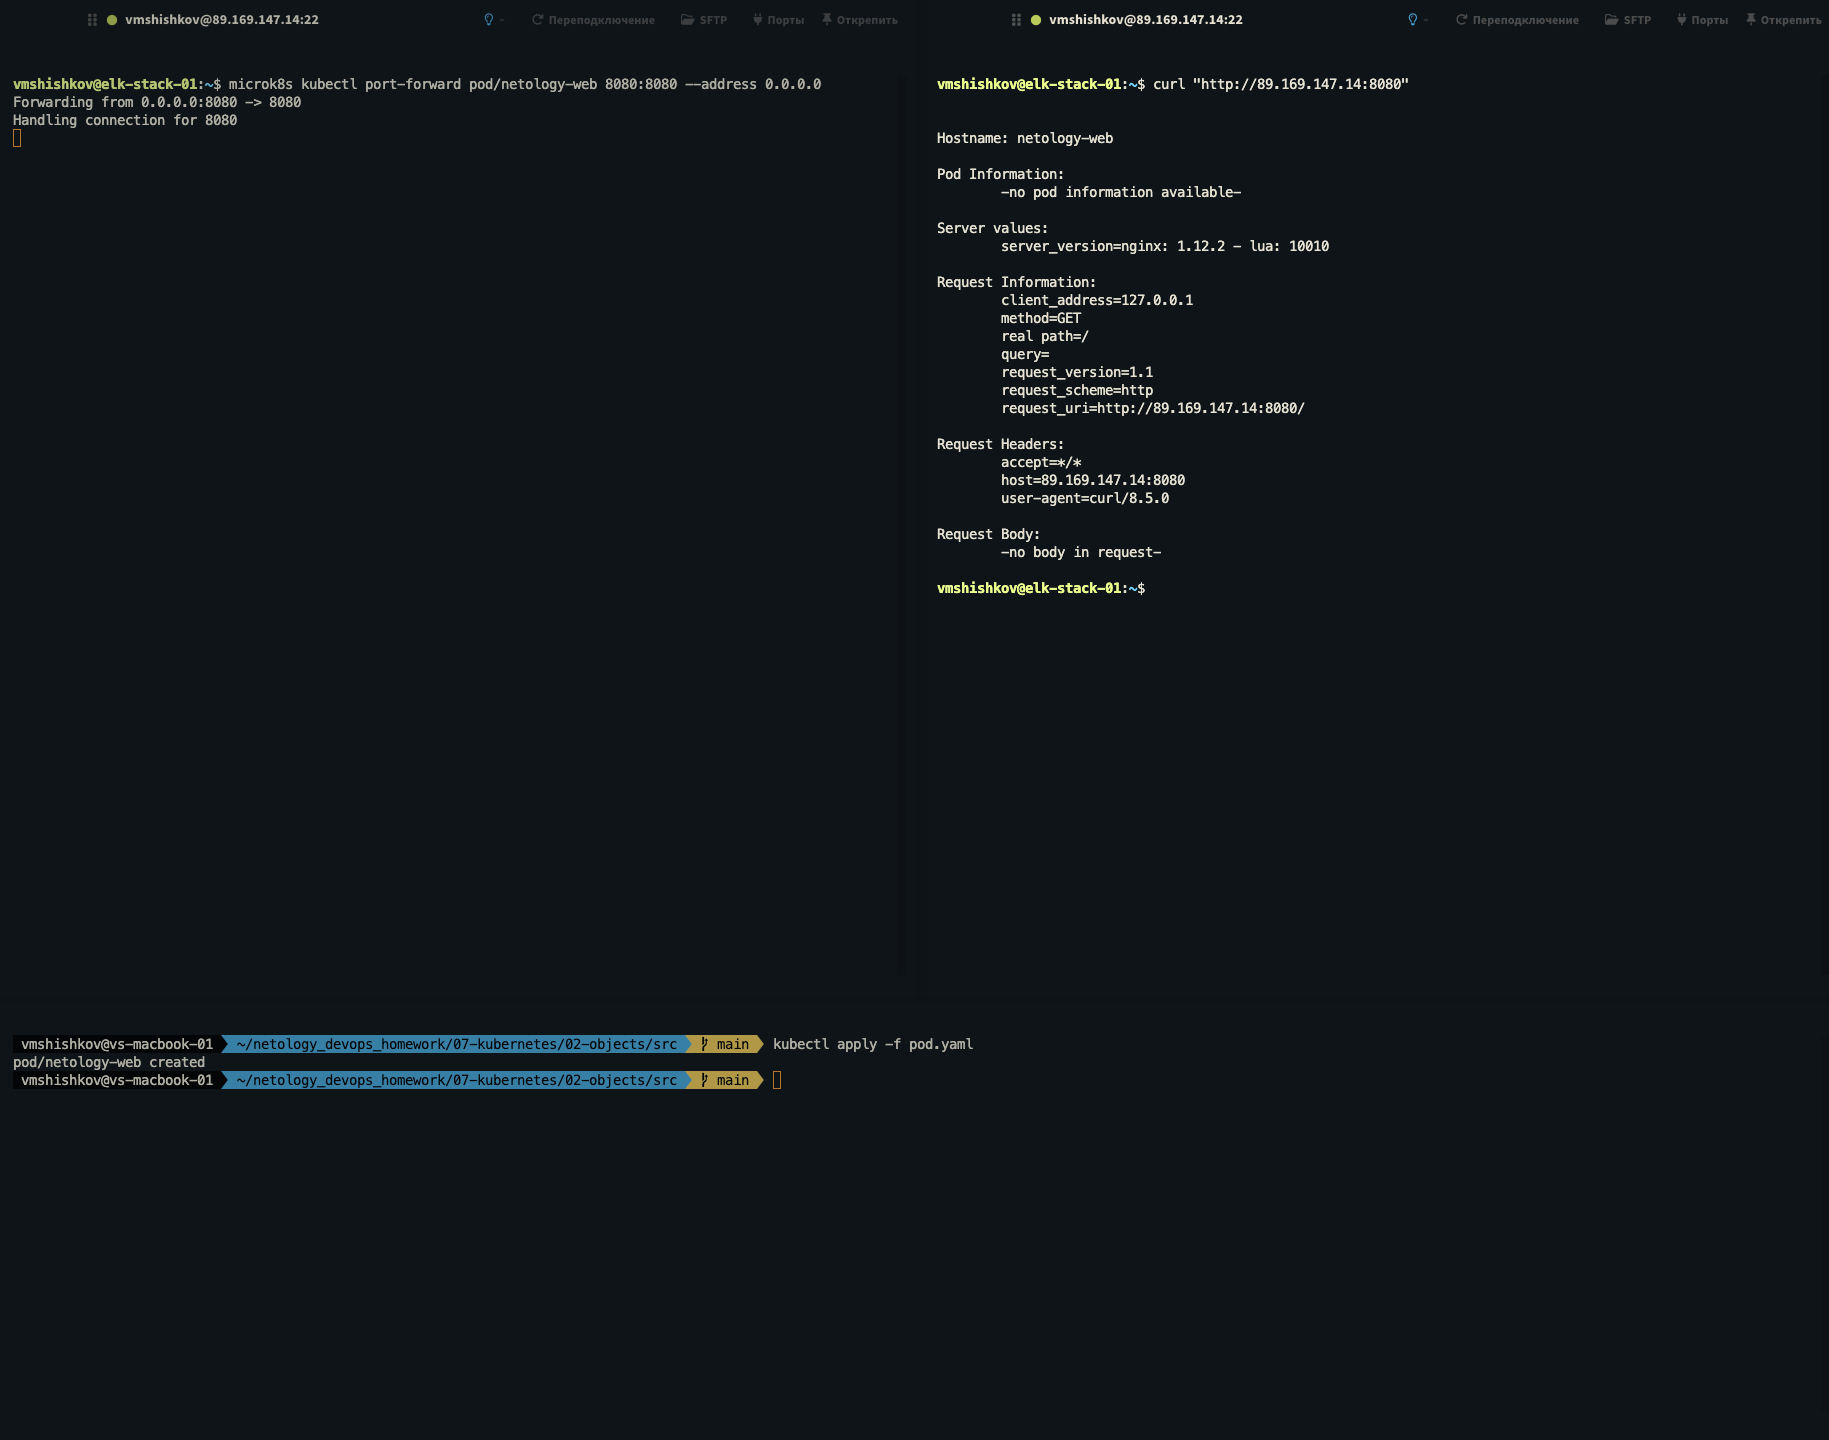 vmshishkov@89.169.147.14:22 Переподключение SFTP Порты Открепить
vmshishkov@elk-stack-01:~$ microk8s kubectl port-forward pod/netology-web 8080:8080 --address 0.0.0.0
Forwarding from 0.0.0.0:8080 -> 8080
Handling connection for 8080
vmshishkov@89.169.147.14:22 Переподключение SFTP Порты Открепить
vmshishkov@elk-stack-01:~$ curl "http://89.169.147.14:8080"
Hostname: netology-web
Pod Information:
-no pod information available-
Server values:
server_version=nginx: 1.12.2 - lua: 10010
Request Information:
client_address=127.0.0.1
method=GET
real path=/
query=
request_version=1.1
request_scheme=http
request_uri=http://89.169.147.14:8080/
Request Headers:
accept=*/*
host=89.169.147.14:8080
user-agent=curl/8.5.0
Request Body:
-no body in request-
vmshishkov@elk-stack-01:~$
vmshishkov@vs-macbook-01 ~/netology_devops_homework/07-kubernetes/02-objects/src main kubectl apply -f pod.yaml
pod/netology-web created
vmshishkov@vs-macbook-01 ~/netology_devops_homework/07-kubernetes/02-objects/src main